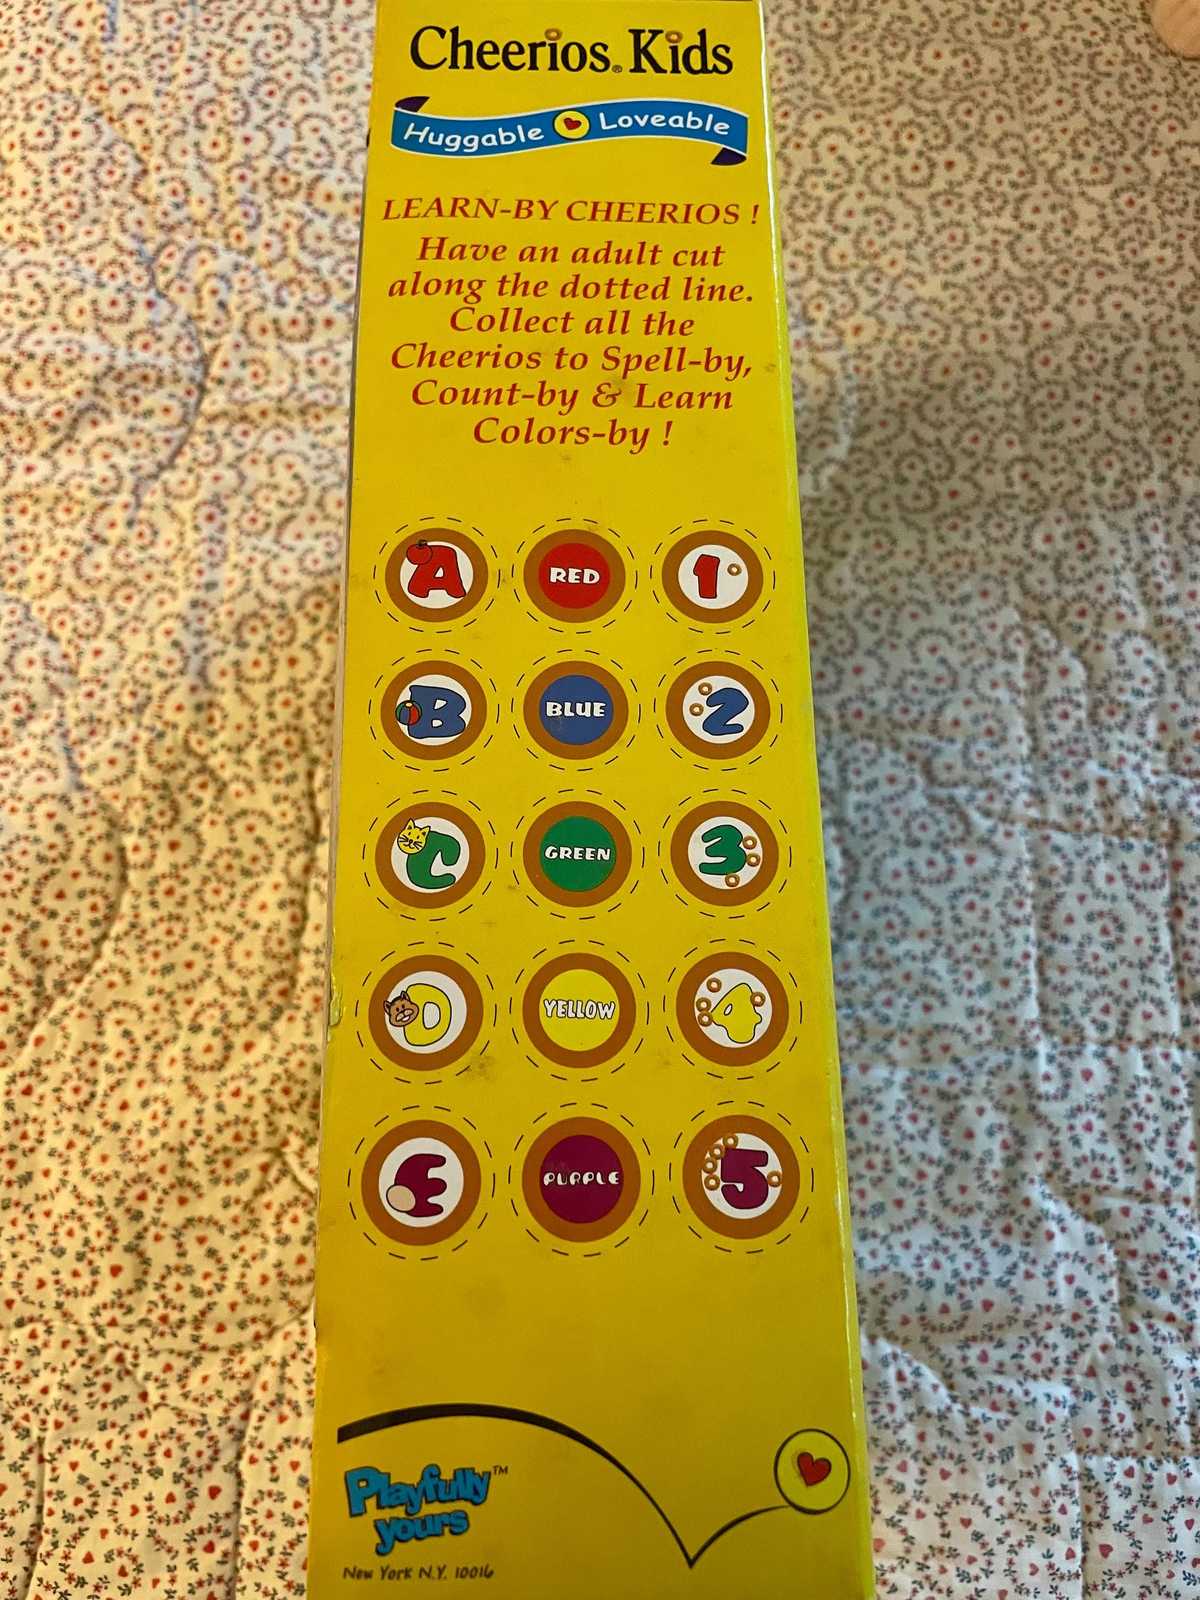 Cheerios® Kids
Huggable Loveable
LEARN-BY CHEERIOS !
Have an adult cut
along the dotted line.
Collect all the
Cheerios to Spell-by,
Count-by & Learn
Colors-by !
A RED 1
B BLUE 2
C GREEN 3
D YELLOW 4
E PURPLE 5
Playfully™
yours
New York N.Y. 10016